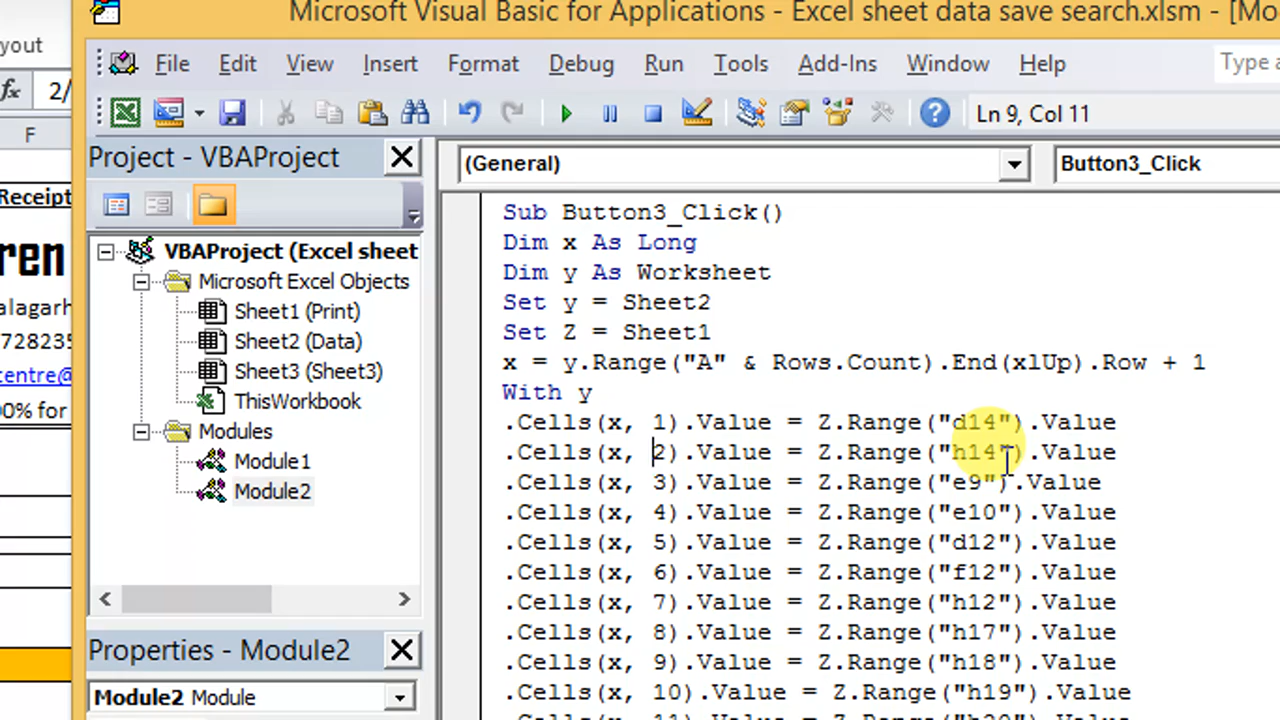 Microsoft Visual Basic for Applications - Excel sheet data save search.xlsm - [Mo
yout
File Edit View Insert Format Debug Run Tools Add-Ins Window Help
Type a
fx 2/
Ln 9, Col 11
F
Project - VBAProject
(General)
Button3_Click
Receipt
ren
alagarh
728235
centre@
0% for
VBAProject (Excel sheet
Microsoft Excel Objects
Sheet1 (Print)
Sheet2 (Data)
Sheet3 (Sheet3)
ThisWorkbook
Modules
Module1
Module2
Properties - Module2
Module2 Module
Sub Button3_Click()
Dim x As Long
Dim y As Worksheet
Set y = Sheet2
Set Z = Sheet1
x = y.Range("A" & Rows.Count).End(xlUp).Row + 1
With y
.Cells(x, 1).Value = Z.Range("d14").Value
.Cells(x, 2).Value = Z.Range("h14").Value
.Cells(x, 3).Value = Z.Range("e9").Value
.Cells(x, 4).Value = Z.Range("e10").Value
.Cells(x, 5).Value = Z.Range("d12").Value
.Cells(x, 6).Value = Z.Range("f12").Value
.Cells(x, 7).Value = Z.Range("h12").Value
.Cells(x, 8).Value = Z.Range("h17").Value
.Cells(x, 9).Value = Z.Range("h18").Value
.Cells(x, 10).Value = Z.Range("h19").Value